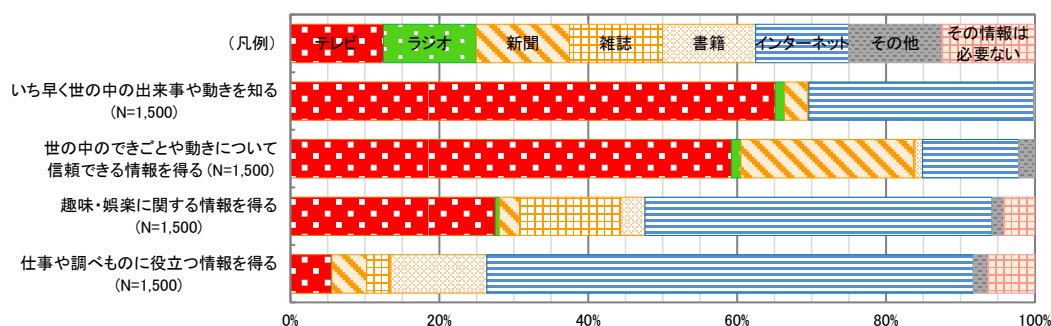 (凡例)
テレビ
ラジオ
新聞
雑誌
書籍
インターネット
その他
その情報は
必要ない
いち早く世の中の出来事や動きを知る
(N=1,500)
世の中のできごとや動きについて
信頼できる情報を得る(N=1,500)
趣味・娯楽に関する情報を得る
(N=1,500)
仕事や調べものに役立つ情報を得る
(N=1,500)
0% 20% 40% 60% 80% 100%